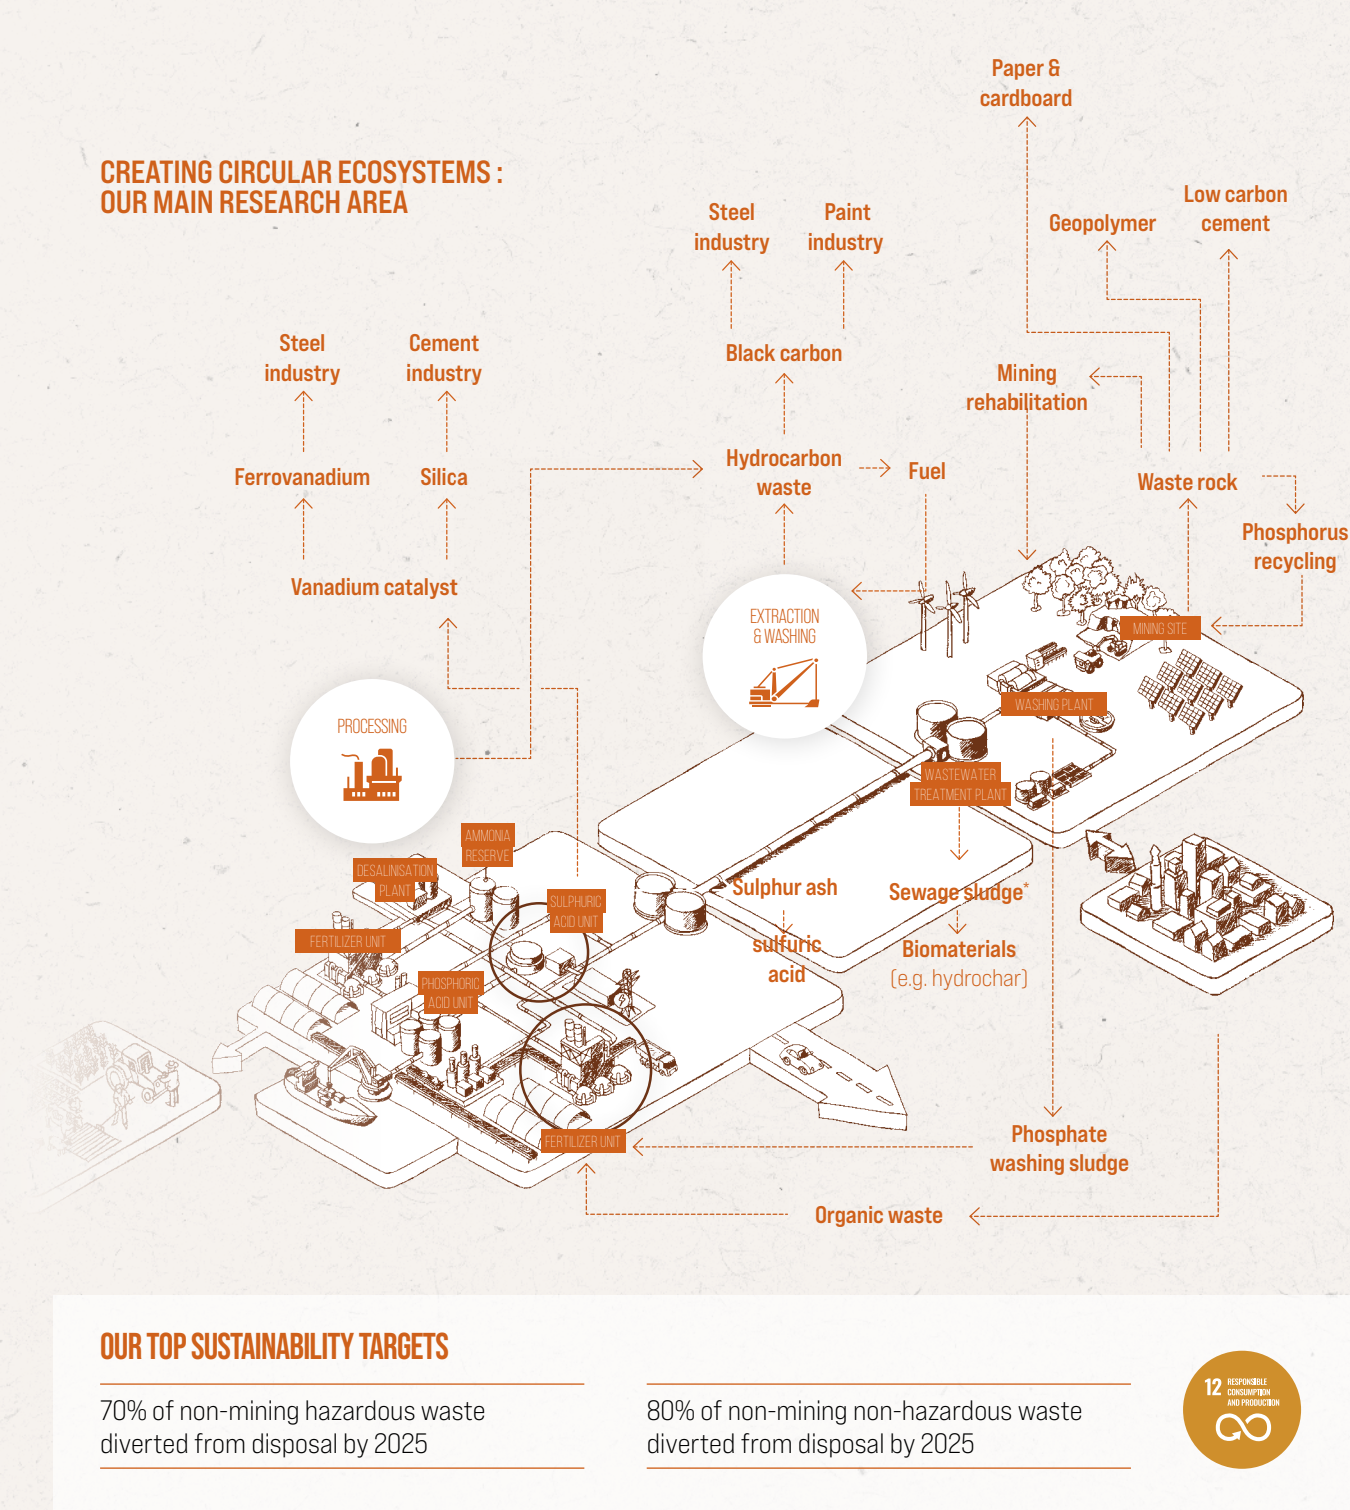 Paper &
cardboard
CREATING CIRCULAR ECOSYSTEMS :
OUR MAIN RESEARCH AREA
Low carbon
cement
Geopolymer
Steel
industry
Paint
industry
Steel
industry
Cement
industry
Black carbon
Mining
rehabilitation
Ferrovanadium
Silica
Hydrocarbon
waste
Fuel
Waste rock
Phosphorus
recycling
Vanadium catalyst
EXTRACTION
& WASHING
MINING SITE
PROCESSING
WASHING PLANT
WASTEWATER
TREATMENT PLANT
AMMONIA
RESERVE
DESALINISATION
PLANT
SULPHURIC
ACID UNIT
FERTILIZER UNIT
PHOSPHORIC
ACID UNIT
Sulphur ash
sulfuric
acid
Sewage sludge*
Biomaterials
(e.g. hydrochar)
FERTILIZER UNIT
Phosphate
washing sludge
Organic waste
OUR TOP SUSTAINABILITY TARGETS
70% of non-mining hazardous waste
diverted from disposal by 2025
80% of non-mining non-hazardous waste
diverted from disposal by 2025
12 RESPONSIBLE
CONSUMPTION
AND PRODUCTION